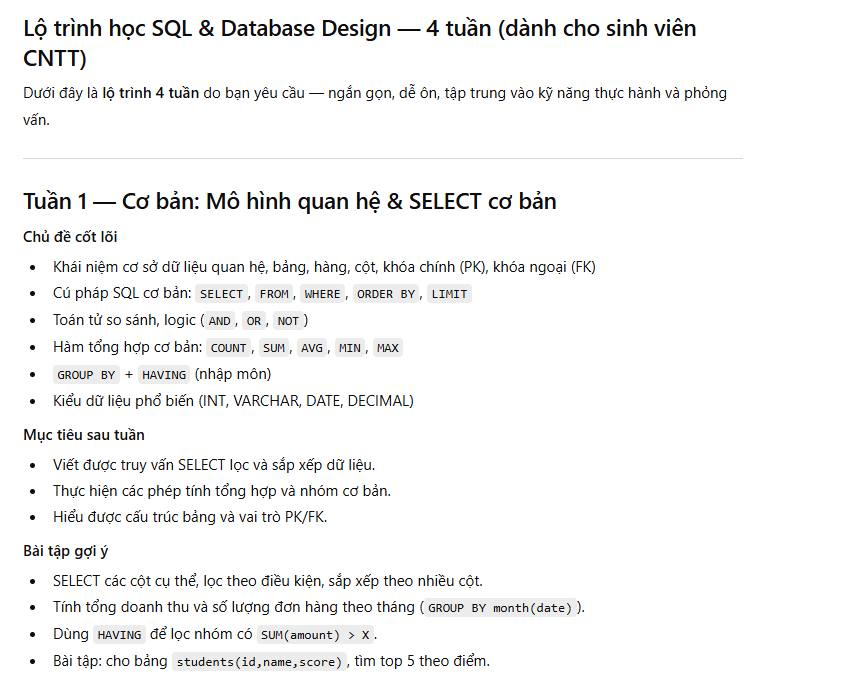 Lộ trình học SQL & Database Design — 4 tuần (dành cho sinh viên
CNTT)
Dưới đây là lộ trình 4 tuần do bạn yêu cầu — ngắn gọn, dễ ôn, tập trung vào kỹ năng thực hành và phỏng
vấn.
Tuần 1 — Cơ bản: Mô hình quan hệ & SELECT cơ bản
Chủ đề cốt lõi
• Khái niệm cơ sở dữ liệu quan hệ, bảng, hàng, cột, khóa chính (PK), khóa ngoại (FK)
• Cú pháp SQL cơ bản: SELECT, FROM, WHERE, ORDER BY, LIMIT
• Toán tử so sánh, logic (AND, OR, NOT)
• Hàm tổng hợp cơ bản: COUNT, SUM, AVG, MIN, MAX
• GROUP BY + HAVING (nhập môn)
• Kiểu dữ liệu phổ biến (INT, VARCHAR, DATE, DECIMAL)
Mục tiêu sau tuần
• Viết được truy vấn SELECT lọc và sắp xếp dữ liệu.
• Thực hiện các phép tính tổng hợp và nhóm cơ bản.
• Hiểu được cấu trúc bảng và vai trò PK/FK.
Bài tập gợi ý
• SELECT các cột cụ thể, lọc theo điều kiện, sắp xếp theo nhiều cột.
• Tính tổng doanh thu và số lượng đơn hàng theo tháng (GROUP BY month(date)).
• Dùng HAVING để lọc nhóm có SUM(amount) > X.
• Bài tập: cho bảng students(id,name,score), tìm top 5 theo điểm.